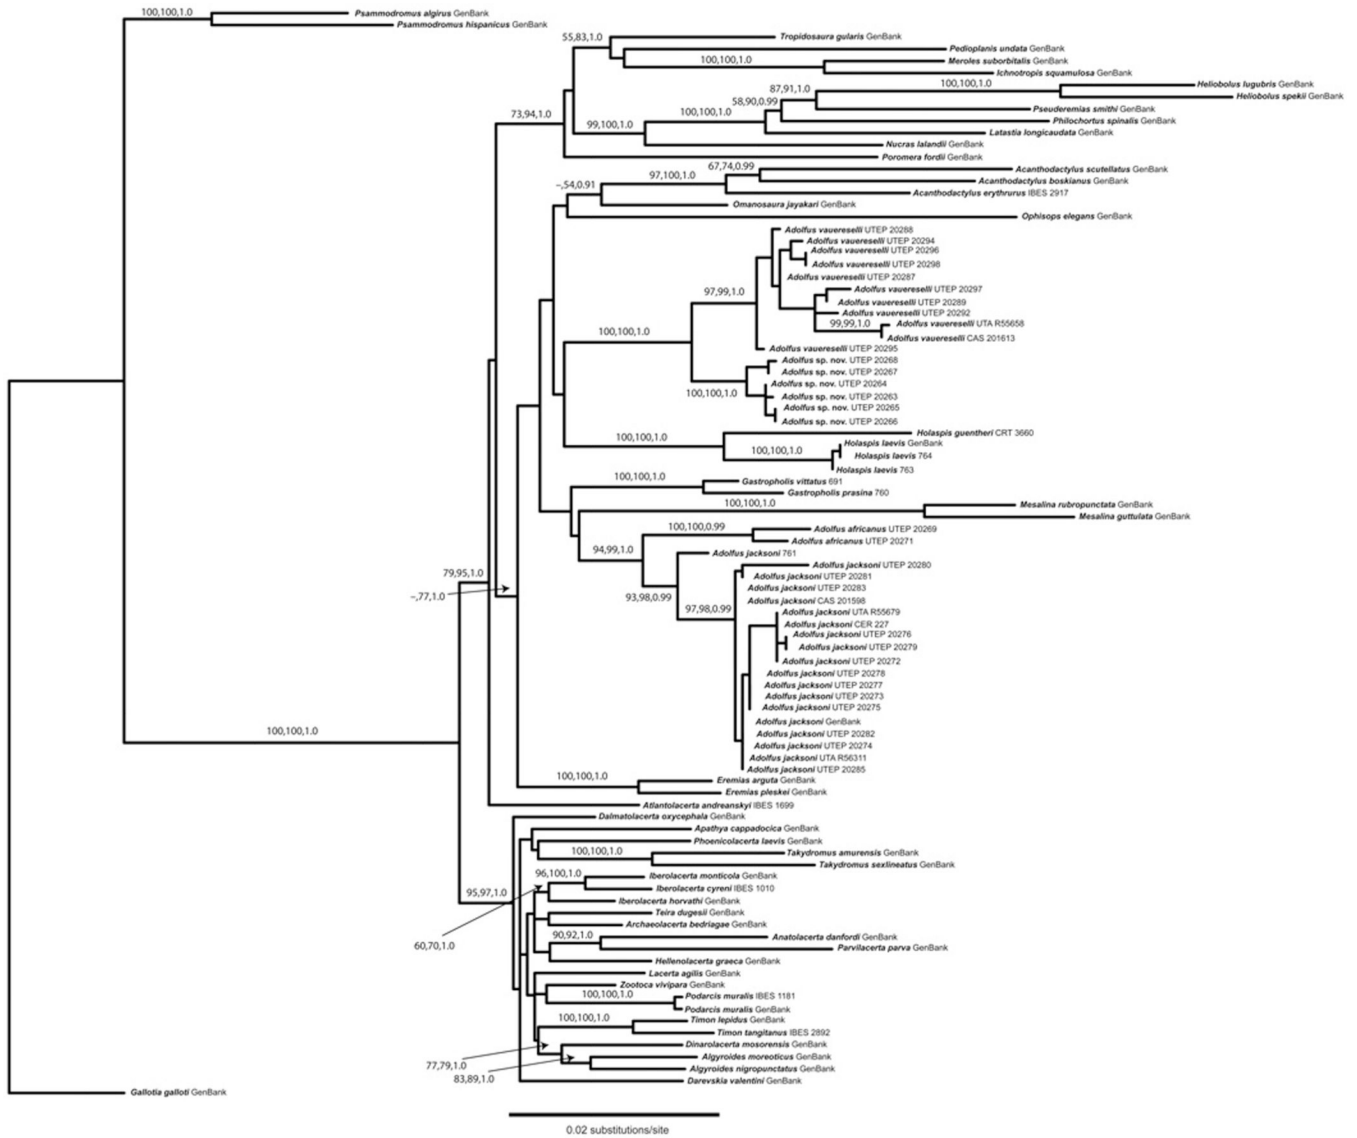 100,100,1.0
Psammodromus algirus GenBank
Psammodromus hispanicus GenBank
55,83,1.0
Tropidosaura gularis GenBank
Pedioplanis undata GenBank
100,100,1.0
Meroles suborbitalis GenBank
Ichnotropis squamulosa GenBank
73,94,1.0
87,91,1.0
100,100,1.0
Heliobolus lugubris GenBank
Heliobolus spekii GenBank
58,90,0.99
Pseuderemias smithi GenBank
100,100,1.0
Philochortus spinalis GenBank
99,100,1.0
Latastia longicaudata GenBank
Nucras lalandii GenBank
Poromera fordii GenBank
67,74,0.99
Acanthodactylus scutellatus GenBank
97,100,1.0
Acanthodactylus boskianus GenBank
–,54,0.91
Acanthodactylus erythrurus IBES 2917
Omanosaura jayakari GenBank
Ophisops elegans GenBank
Adolfus vauereselli UTEP 20288
Adolfus vauereselli UTEP 20294
Adolfus vauereselli UTEP 20296
Adolfus vauereselli UTEP 20298
Adolfus vauereselli UTEP 20287
97,99,1.0
Adolfus vauereselli UTEP 20297
Adolfus vauereselli UTEP 20289
Adolfus vauereselli UTEP 20292
99,99,1.0
Adolfus vauereselli UTA R55658
100,100,1.0
Adolfus vauereselli CAS 201613
Adolfus vauereselli UTEP 20295
Adolfus sp. nov. UTEP 20268
Adolfus sp. nov. UTEP 20267
Adolfus sp. nov. UTEP 20264
100,100,1.0
Adolfus sp. nov. UTEP 20263
Adolfus sp. nov. UTEP 20265
Adolfus sp. nov. UTEP 20266
100,100,1.0
Holaspis guentheri CRT 3660
Holaspis laevis GenBank
100,100,1.0
Holaspis laevis 764
Holaspis laevis 763
100,100,1.0
Gastropholis vittatus 691
Gastropholis prasina 760
100,100,1.0
Mesalina rubropunctata GenBank
Mesalina guttulata GenBank
100,100,0.99
Adolfus africanus UTEP 20269
Adolfus africanus UTEP 20271
94,99,1.0
Adolfus jacksoni 761
Adolfus jacksoni UTEP 20280
79,95,1.0
Adolfus jacksoni UTEP 20281
Adolfus jacksoni UTEP 20283
–,77,1.0
93,98,0.99
Adolfus jacksoni CAS 201598
97,98,0.99
Adolfus jacksoni UTA R55679
Adolfus jacksoni CER 227
Adolfus jacksoni UTEP 20276
Adolfus jacksoni UTEP 20279
Adolfus jacksoni UTEP 20272
Adolfus jacksoni UTEP 20278
Adolfus jacksoni UTEP 20277
Adolfus jacksoni UTEP 20273
Adolfus jacksoni UTEP 20275
Adolfus jacksoni GenBank
100,100,1.0
Adolfus jacksoni UTEP 20282
Adolfus jacksoni UTEP 20274
Adolfus jacksoni UTA R56311
Adolfus jacksoni UTEP 20285
100,100,1.0
Eremias arguta GenBank
Eremias pleskei GenBank
Atlantolacerta andreanskyi IBES 1699
Dalmatolacerta oxycephala GenBank
Apathya cappadocica GenBank
Phoenicolacerta laevis GenBank
100,100,1.0
Takydromus amurensis GenBank
Takydromus sexlineatus GenBank
96,100,1.0
Iberolacerta monticola GenBank
95,97,1.0
Iberolacerta cyreni IBES 1010
Iberolacerta horvathi GenBank
Teira dugesii GenBank
Archaeolacerta bedriagae GenBank
60,70,1.0
90,92,1.0
Anatolacerta danfordi GenBank
Parvilacerta parva GenBank
Hellenolacerta graeca GenBank
Lacerta agilis GenBank
Zootoca vivipara GenBank
100,100,1.0
Podarcis muralis IBES 1181
Podarcis muralis GenBank
100,100,1.0
Timon lepidus GenBank
Timon tangitanus IBES 2892
Dinarolacerta mosorensis GenBank
77,79,1.0
Algyroides moreoticus GenBank
83,89,1.0
Algyroides nigropunctatus GenBank
Darevskia valentini GenBank
Gallotia galloti GenBank
0.02 substitutions/site